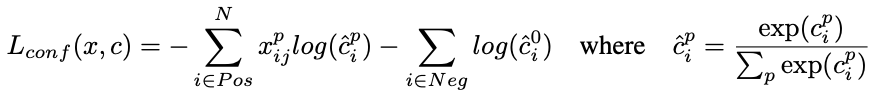 L_{conf}(x, c) = -\sum_{i \in Pos}^{N} x_{ij}^{p} log(\hat{c}_{i}^{p}) - \sum_{i \in Neg} log(\hat{c}_{i}^{0}) \quad \text{where} \quad \hat{c}_{i}^{p} = \frac{\exp(c_{i}^{p})}{\sum_{p} \exp(c_{i}^{p})}